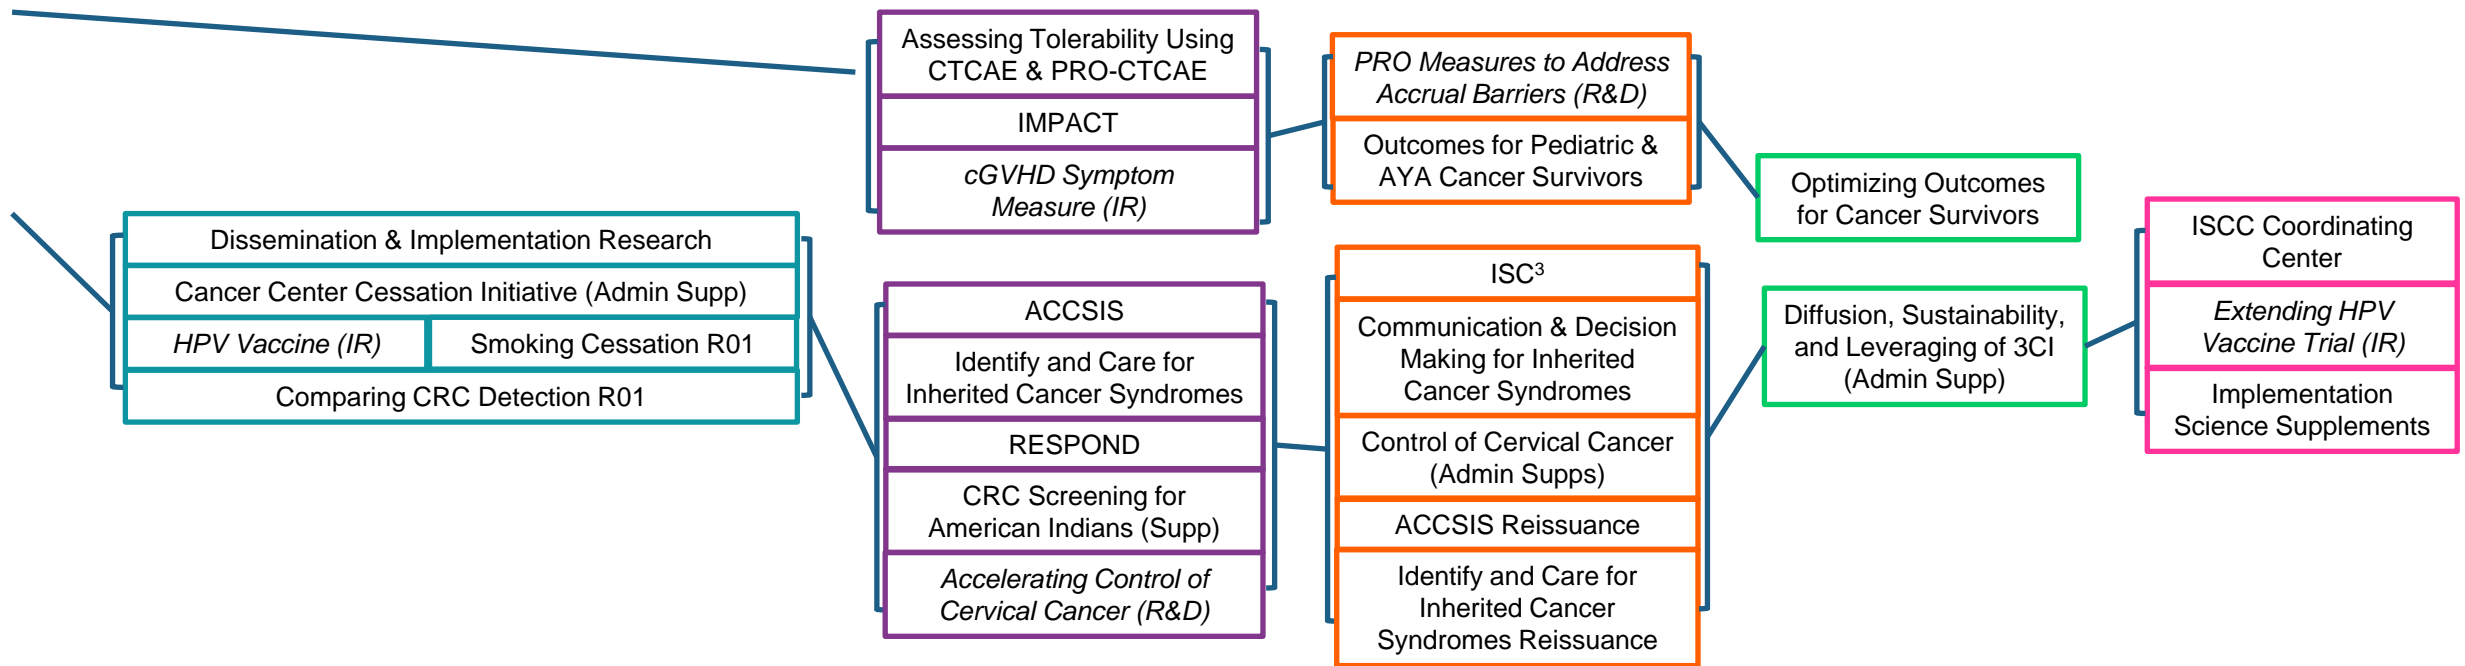 Assessing Tolerability Using
CTCAE & PRO-CTCAE
IMPACT
cGVHD Symptom
Measure (IR)
PRO Measures to Address
Accrual Barriers (R&D)
Outcomes for Pediatric &
AYA Cancer Survivors
Optimizing Outcomes
for Cancer Survivors
Dissemination & Implementation Research
Cancer Center Cessation Initiative (Admin Supp)
HPV Vaccine (IR)
Smoking Cessation R01
Comparing CRC Detection R01
ACCSIS
Identify and Care for
Inherited Cancer Syndromes
RESPOND
CRC Screening for
American Indians (Supp)
Accelerating Control of
Cervical Cancer (R&D)
ISC³
Communication & Decision
Making for Inherited
Cancer Syndromes
Control of Cervical Cancer
(Admin Supps)
ACCSIS Reissuance
Identify and Care for
Inherited Cancer
Syndromes Reissuance
Diffusion, Sustainability,
and Leveraging of 3CI
(Admin Supp)
ISCC Coordinating
Center
Extending HPV
Vaccine Trial (IR)
Implementation
Science Supplements